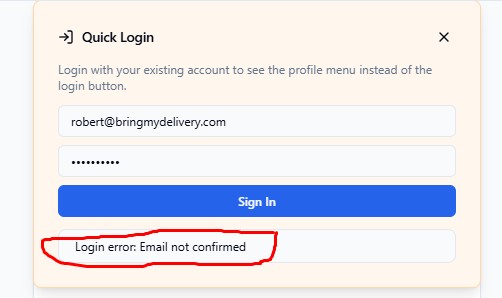 Quick Login
Login with your existing account to see the profile menu instead of the
login button.
robert@bringmydelivery.com
••••••••••
Sign In
Login error: Email not confirmed